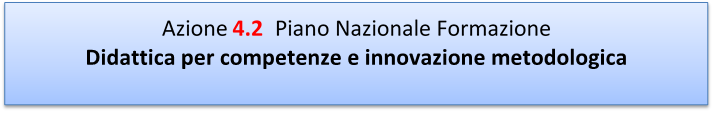 Azione 4.2 Piano Nazionale Formazione
Didattica per competenze e innovazione metodologica